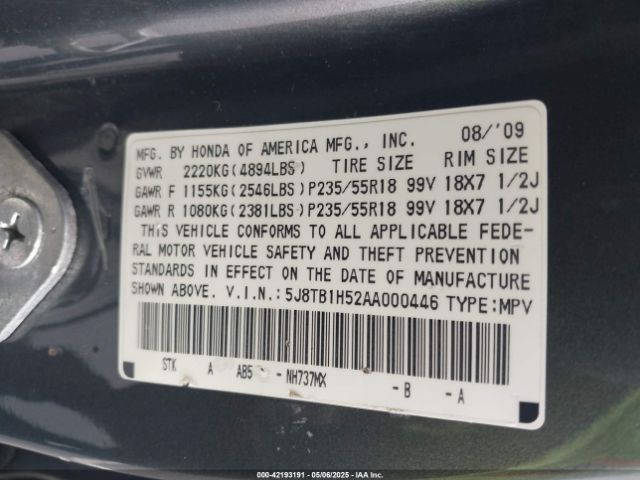 MFG. BY HONDA OF AMERICA MFG., INC. 08/'09
GVWR 2220KG(4894LBS) TIRE SIZE RIM SIZE
GAWR F 1155KG(2546LBS)P235/55R18 99V 18X7 1/2J
GAWR R 1080KG(2381LBS)P235/55R18 99V 18X7 1/2J
THIS VEHICLE CONFORMS TO ALL APPLICABLE FEDE-
RAL MOTOR VEHICLE SAFETY AND THEFT PREVENTION
STANDARDS IN EFFECT ON THE DATE OF MANUFACTURE
SHOWN ABOVE. V.I.N.:5J8TB1H52AA000446 TYPE:MPV
STK A AB5 - NH737MX - B - A
000-42193191 - 05/06/2025 - IAA Inc.